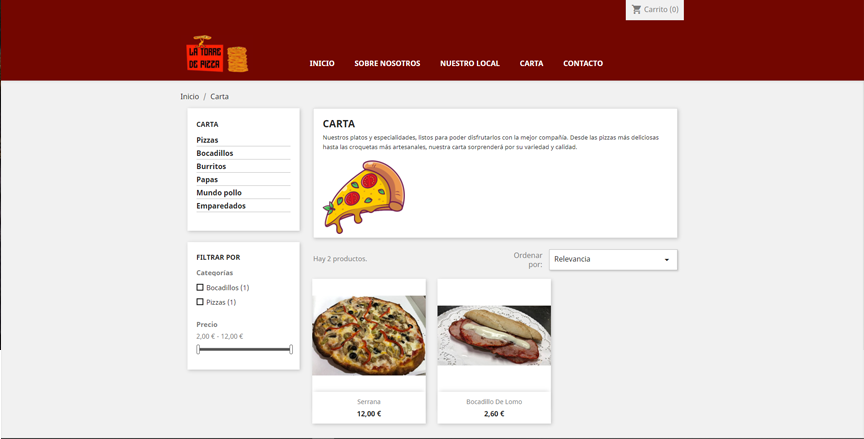 Carrito (0)
LA TORRE
DE PIZZA
INICIO
SOBRE NOSOTROS
NUESTRO LOCAL
CARTA
CONTACTO
Inicio / Carta
CARTA
Pizzas
Bocadillos
Burritos
Papas
Mundo pollo
Emparedados
CARTA
Nuestros platos y especialidades, listos para poder disfrutarlos con la mejor compañía. Desde las pizzas más deliciosas
hasta las croquetas más artesanales, nuestra carta sorprenderá por su variedad y calidad.
FILTRAR POR
Categorías
Bocadillos (1)
Pizzas (1)
Precio
2,00 € - 12,00 €
Hay 2 productos.
Ordenar
por:
Relevancia
Serrana
12,00 €
Bocadillo De Lomo
2,60 €